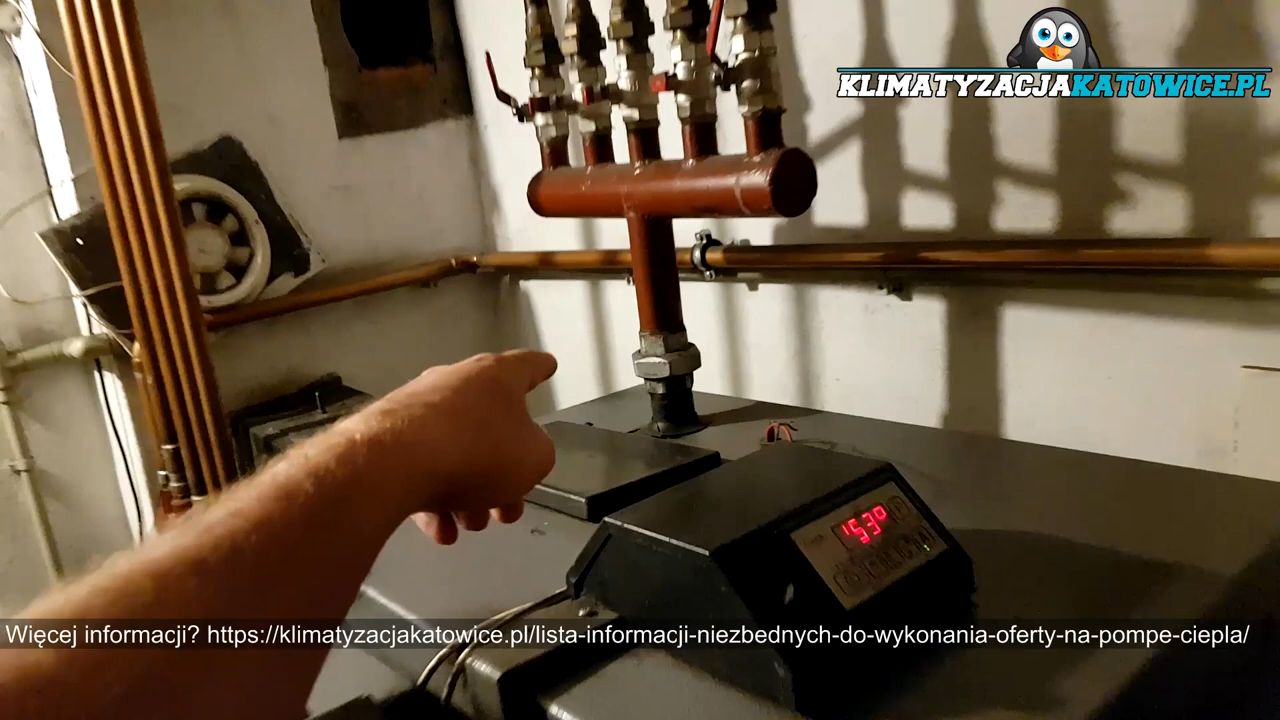 KLIMATYZACJAKATOWICE.PL
53°
Więcej informacji? https://klimatyzacjakatowice.pl/lista-informacji-niezbednych-do-wykonania-oferty-na-pompe-ciepla/